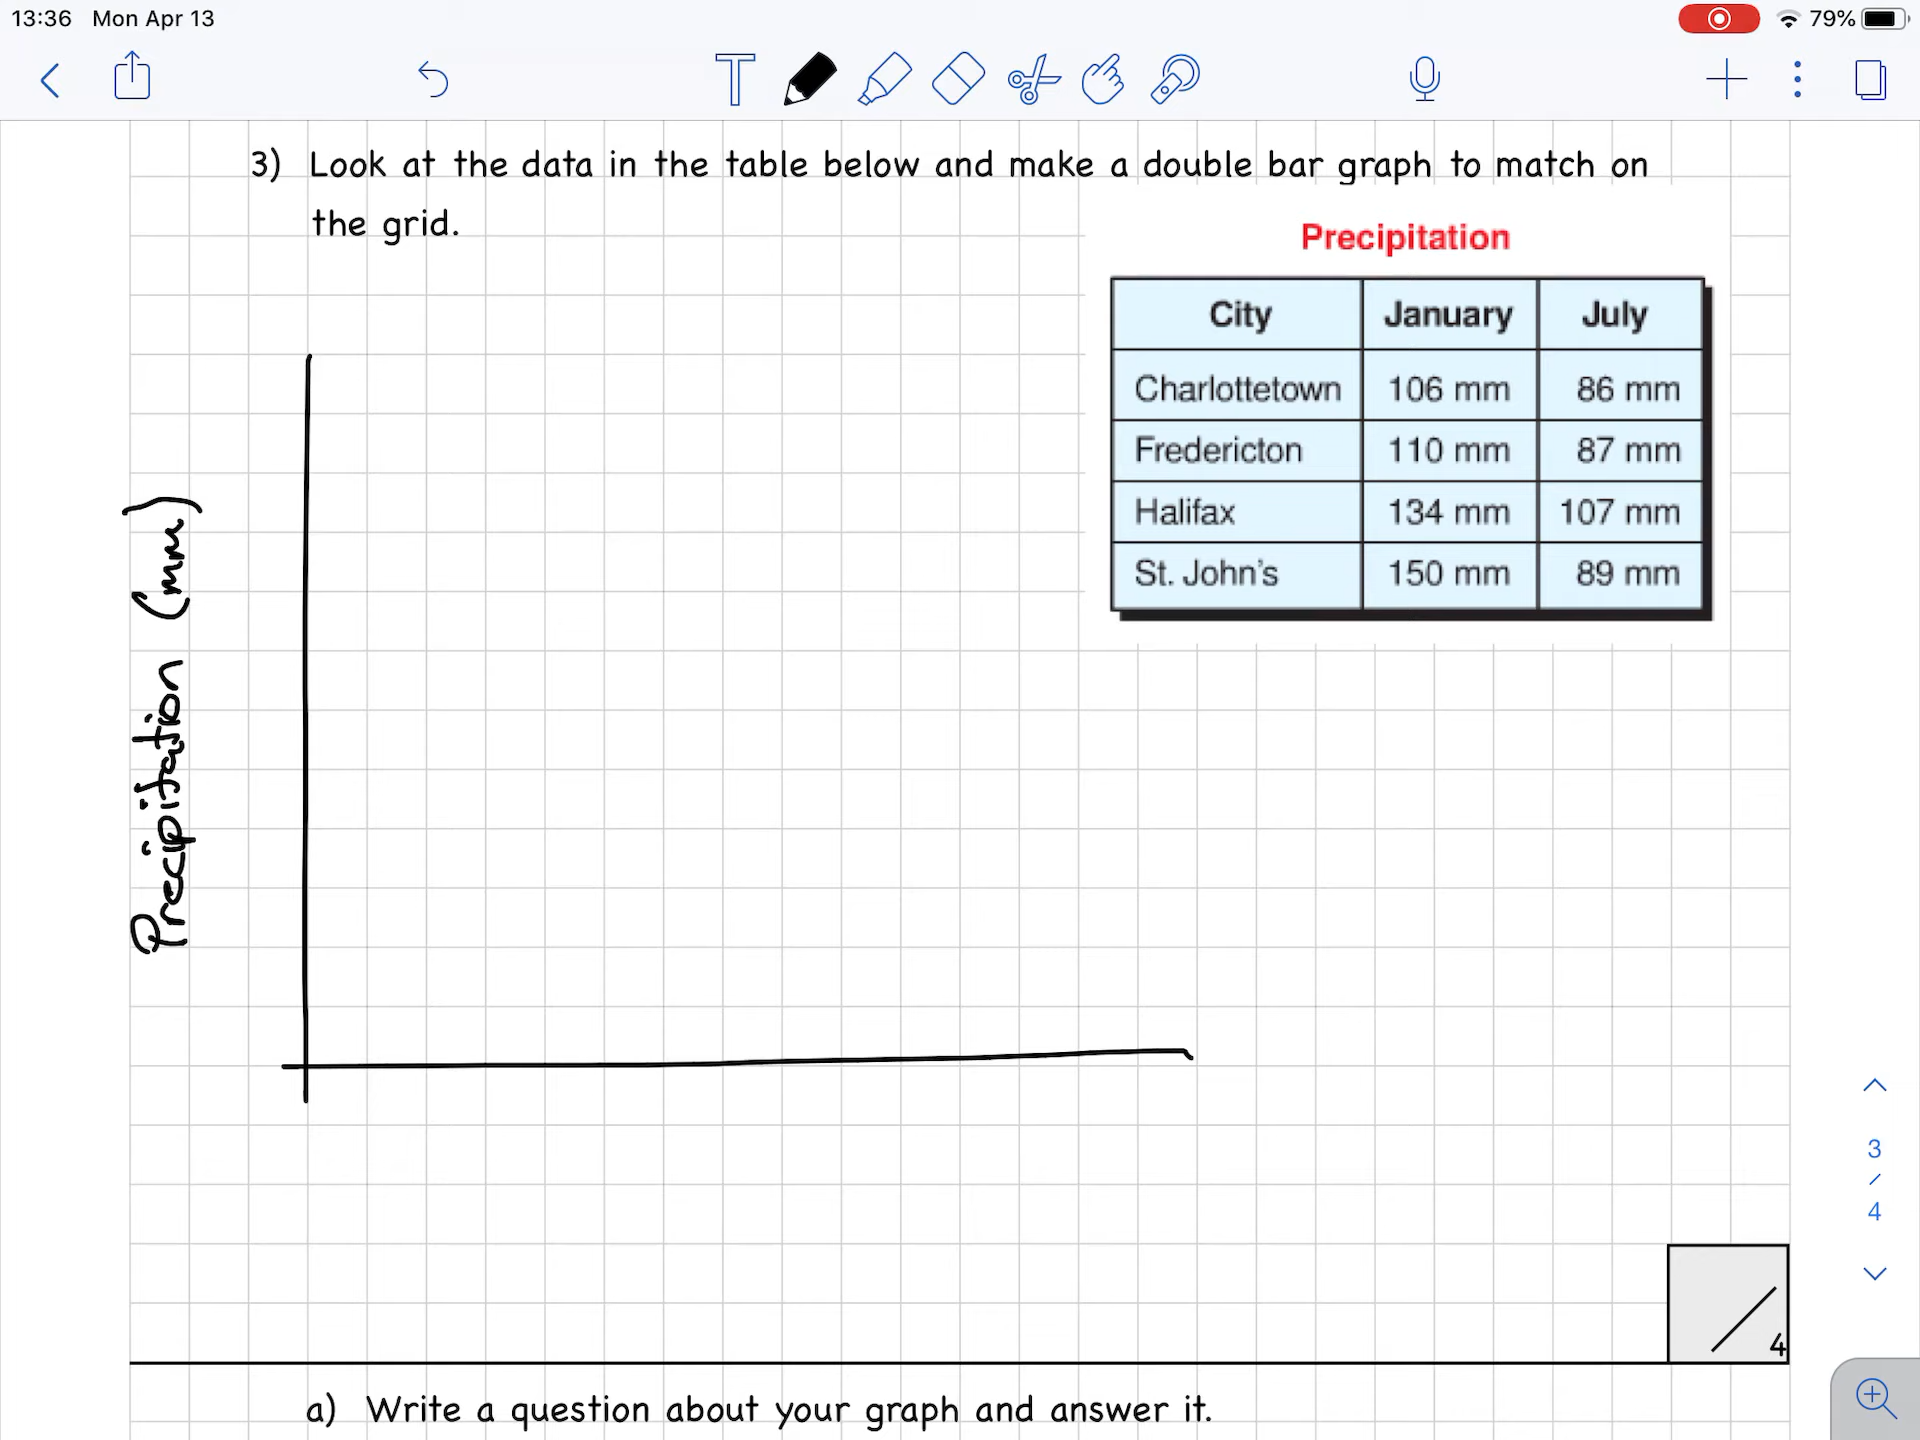 13:36 Mon Apr 13
79%
3) Look at the data in the table below and make a double bar graph to match on
the grid.
Precipitation
City January July
Charlottetown 106 mm 86 mm
Fredericton 110 mm 87 mm
Halifax 134 mm 107 mm
St. John's 150 mm 89 mm
Precipitation (mm)
3
/
4
/4
a) Write a question about your graph and answer it.